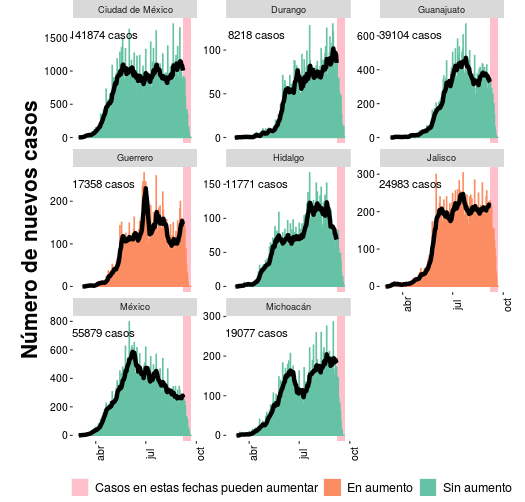 Ciudad de México
Durango
Guanajuato
1500
1000
500
0
141874 casos
100
50
0
8218 casos
600
400
200
0
39104 casos
Guerrero
Hidalgo
Jalisco
200
100
0
17358 casos
150
100
50
0
11771 casos
300
200
100
0
24983 casos
México
Michoacán
800
600
400
200
0
55879 casos
300
200
100
0
19077 casos
abr
jul
oct
abr
jul
oct
abr
jul
oct
Número de nuevos casos
Casos en estas fechas pueden aumentar
En aumento
Sin aumento